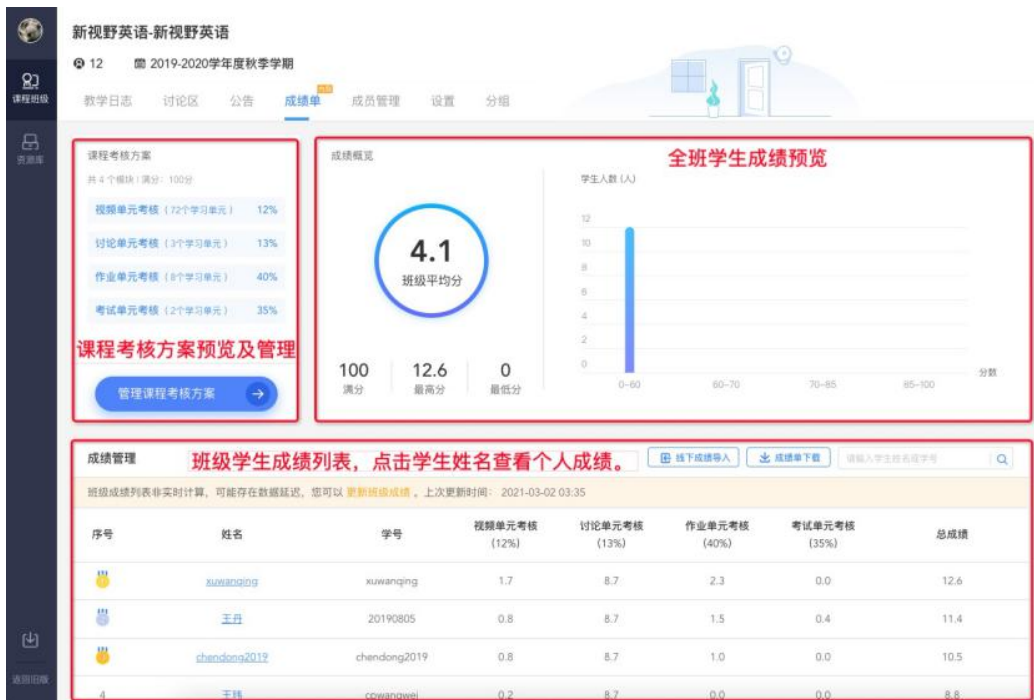 新视野英语-新视野英语
12 2019-2020学年度秋季学期
课程班级
教学日志 讨论区 公告 成绩单 成员管理 设置 分组
资源库
课程考核方案
共 4 个模块 | 满分：100分
视频单元考核（72个学习单元） 12%
讨论单元考核（3个学习单元） 13%
作业单元考核（8个学习单元） 40%
考试单元考核（2个学习单元） 35%
课程考核方案预览及管理
管理课程考核方案
成绩概览
全班学生成绩预览
4.1
班级平均分
100 12.6 0
满分 最高分 最低分
学生人数 (人)
12
10
8
6
4
2
0
0-60 60-70 70-85 85-100 分数
成绩管理
班级学生成绩列表，点击学生姓名查看个人成绩。
线下成绩导入 成绩单下载 请输入学生姓名或学号
班级成绩列表非实时计算，可能存在数据延迟，您可以 更新班级成绩 。上次更新时间： 2021-03-02 03:35
序号 姓名 学号 视频单元考核 (12%) 讨论单元考核 (13%) 作业单元考核 (40%) 考试单元考核 (35%) 总成绩
xuwanqing xuwanqing 1.7 8.7 2.3 0.0 12.6
王丹 20190805 0.8 8.7 1.5 0.4 11.4
chendong2019 chendong2019 0.8 8.7 1.0 0.0 10.5
4 王玮 cpwangwei 0.2 8.7 0.0 0.0 8.8
返回旧版